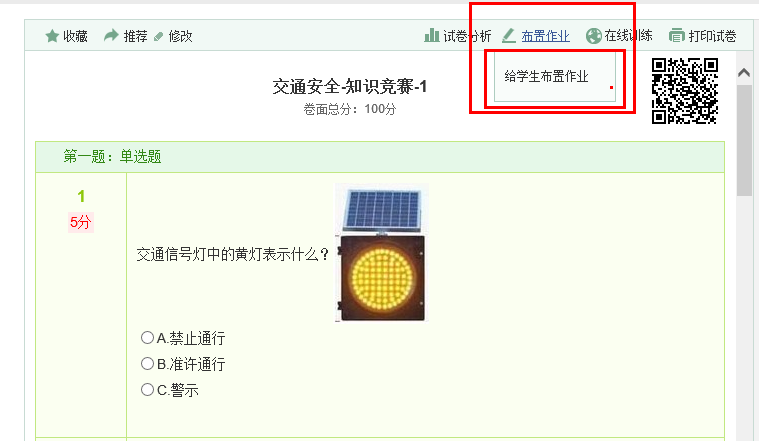 收藏 推荐 修改 试卷分析 布置作业 在线训练 打印试卷
给学生布置作业
交通安全-知识竞赛-1
卷面总分：100分
第一题：单选题
1
5分
交通信号灯中的黄灯表示什么？
A.禁止通行
B.准许通行
C.警示